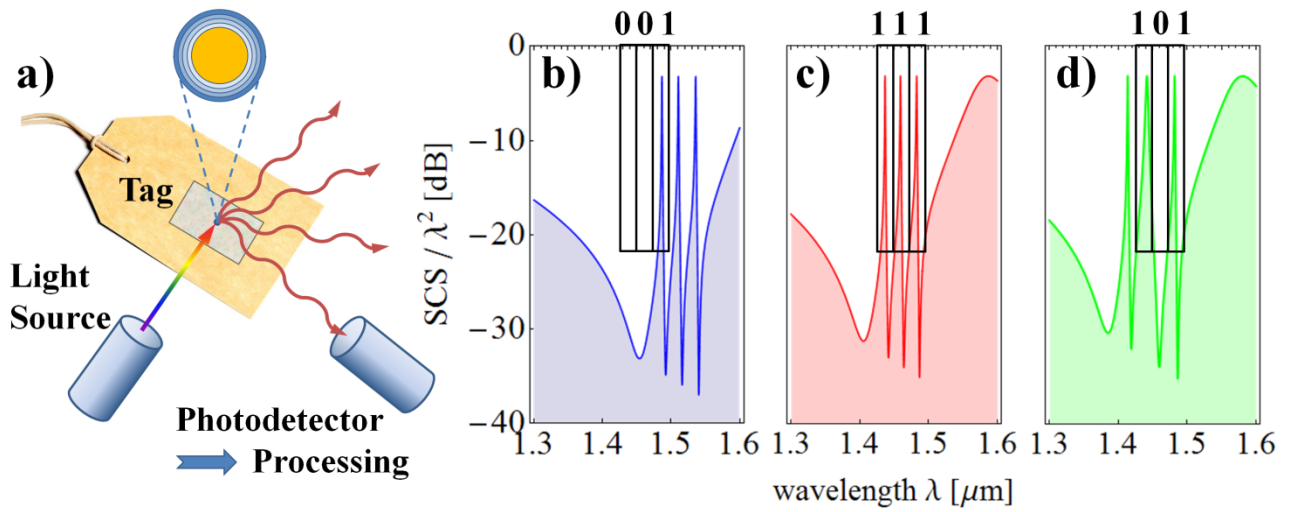 a)
Tag
Light
Source
Photodetector
Processing
0 0 1
1 1 1
1 0 1
b)
c)
d)
SCS / λ² [dB]
0
−10
−20
−30
−40
1.3 1.4 1.5 1.6
1.3 1.4 1.5 1.6
1.3 1.4 1.5 1.6
wavelength λ [μm]